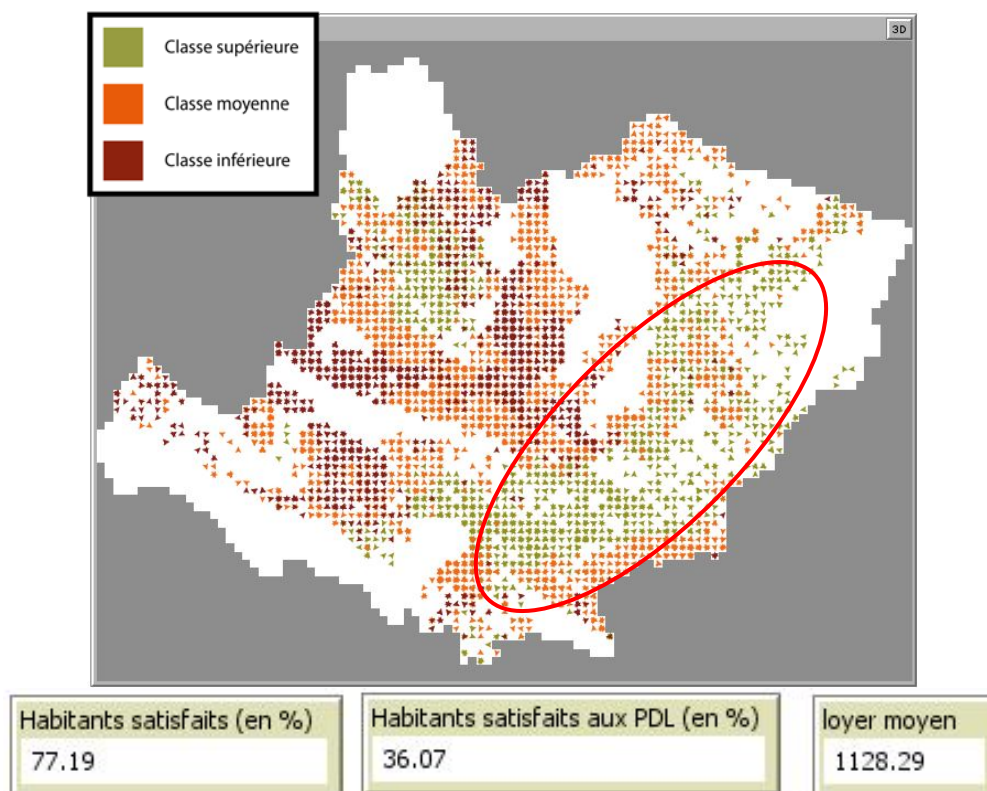 3D
Classe supérieure
Classe moyenne
Classe inférieure
Habitants satisfaits (en %)
77.19
Habitants satisfaits aux PDL (en %)
36.07
loyer moyen
1128.29